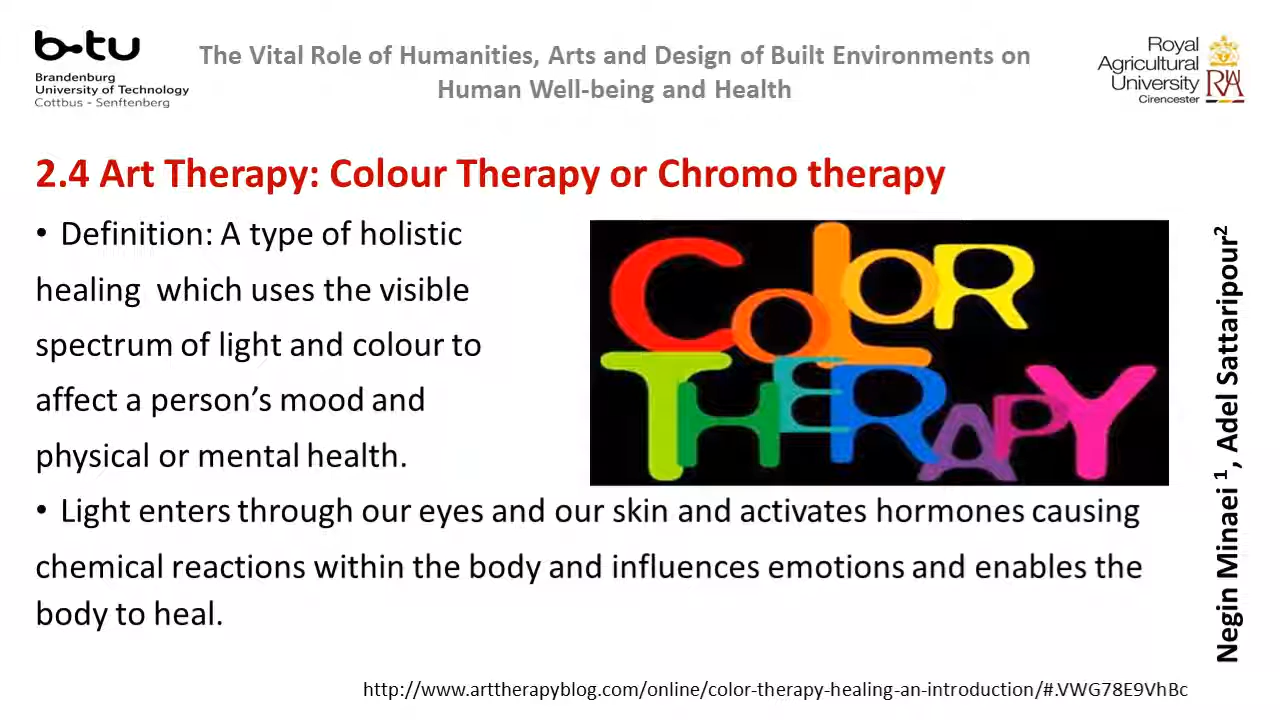 b-tu
Brandenburg
University of Technology
Cottbus - Senftenberg
The Vital Role of Humanities, Arts and Design of Built Environments on
Human Well-being and Health
Royal
Agricultural
University
Cirencester
RAU
2.4 Art Therapy: Colour Therapy or Chromo therapy
• Definition: A type of holistic
healing which uses the visible
spectrum of light and colour to
affect a person’s mood and
physical or mental health.
COLOR
THERAPY
• Light enters through our eyes and our skin and activates hormones causing
chemical reactions within the body and influences emotions and enables the
body to heal.
Negin Minaei ¹, Adel Sattaripour²
http://www.arttherapyblog.com/online/color-therapy-healing-an-introduction/#.VWG78E9VhBc